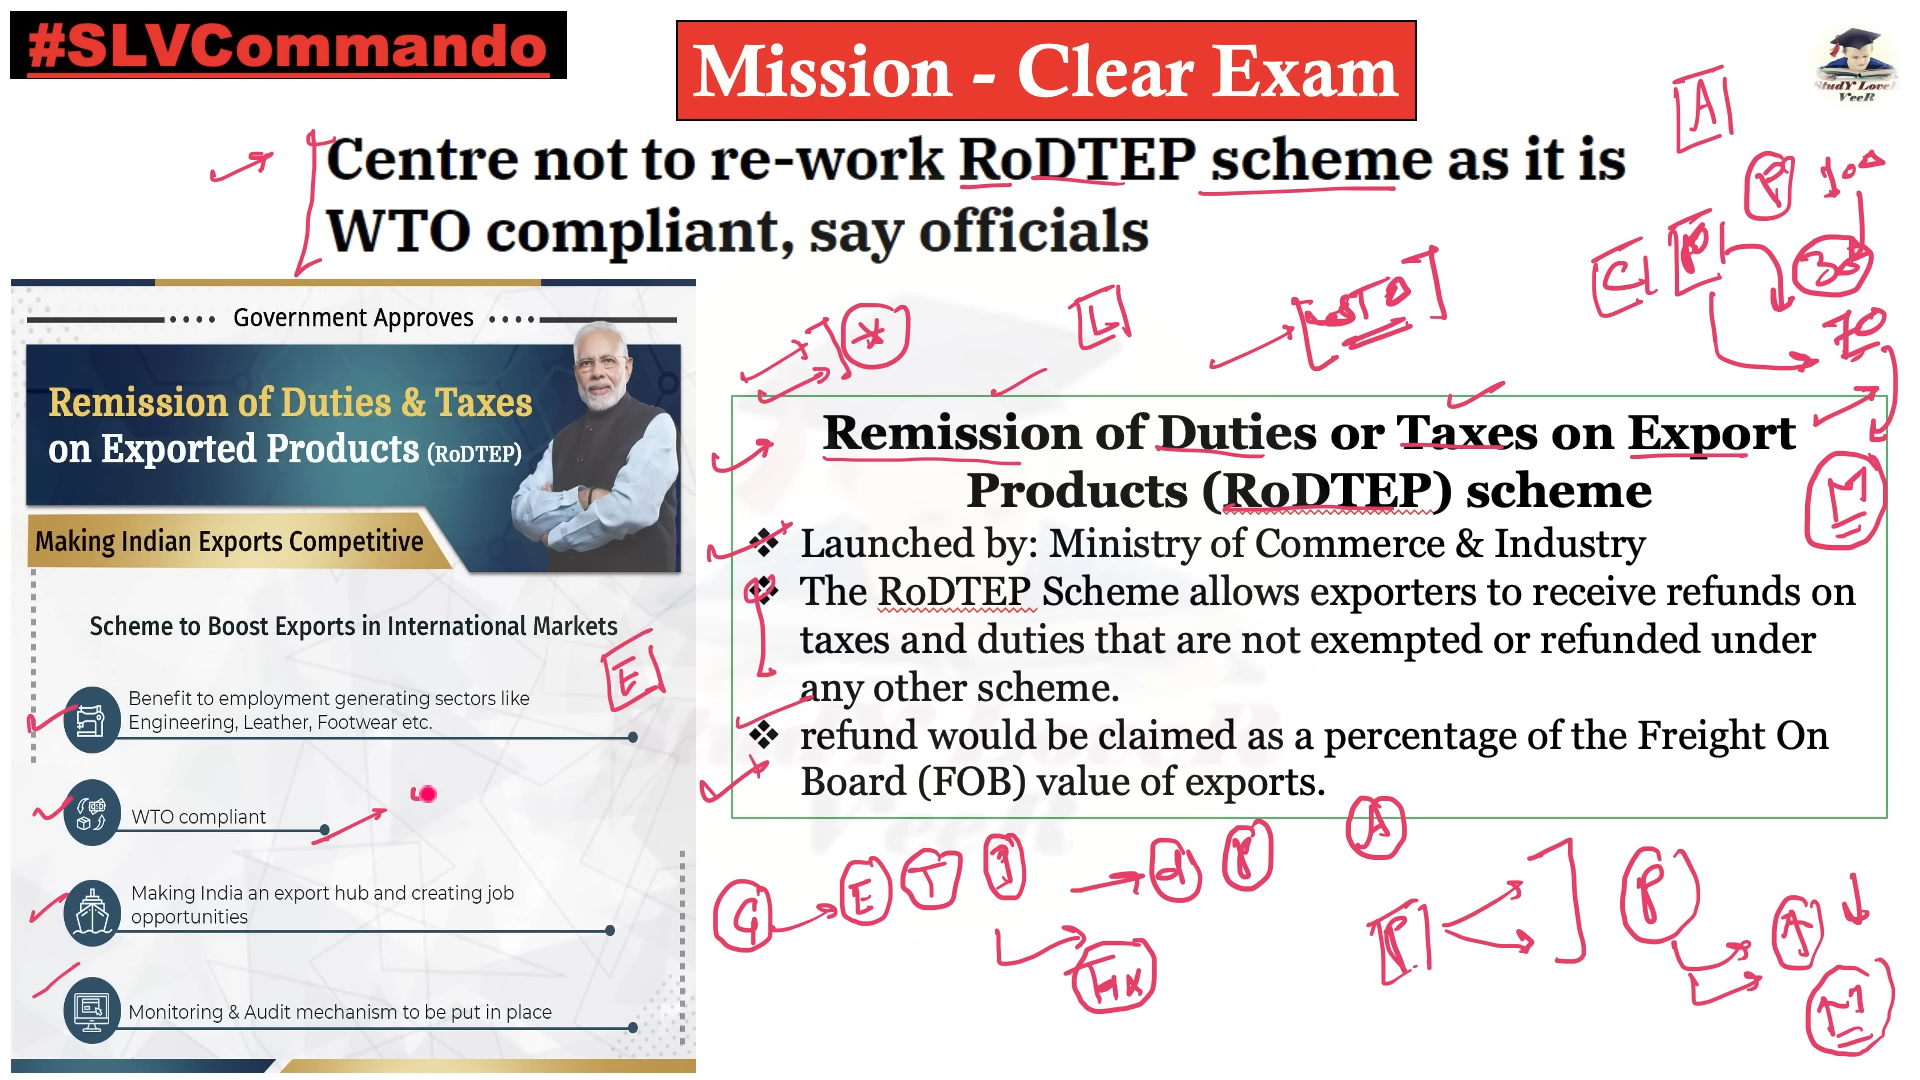 #SLVCommando
Mission - Clear Exam
StudY LoveR
VeeR
Centre not to re-work RoDTEP scheme as it is
WTO compliant, say officials
A
P 100
C P 30
70
Government Approves
Remission of Duties & Taxes
on Exported Products (RoDTEP)
Making Indian Exports Competitive
Scheme to Boost Exports in International Markets
E
Benefit to employment generating sectors like
Engineering, Leather, Footwear etc.
WTO compliant
Making India an export hub and creating job
opportunities
Monitoring & Audit mechanism to be put in place
L
Remission of Duties or Taxes on Export
Products (RoDTEP) scheme
M
❖ Launched by: Ministry of Commerce & Industry
❖ The RoDTEP Scheme allows exporters to receive refunds on
taxes and duties that are not exempted or refunded under
any other scheme.
❖ refund would be claimed as a percentage of the Freight On
Board (FOB) value of exports.
A
G E T J d P
P P A